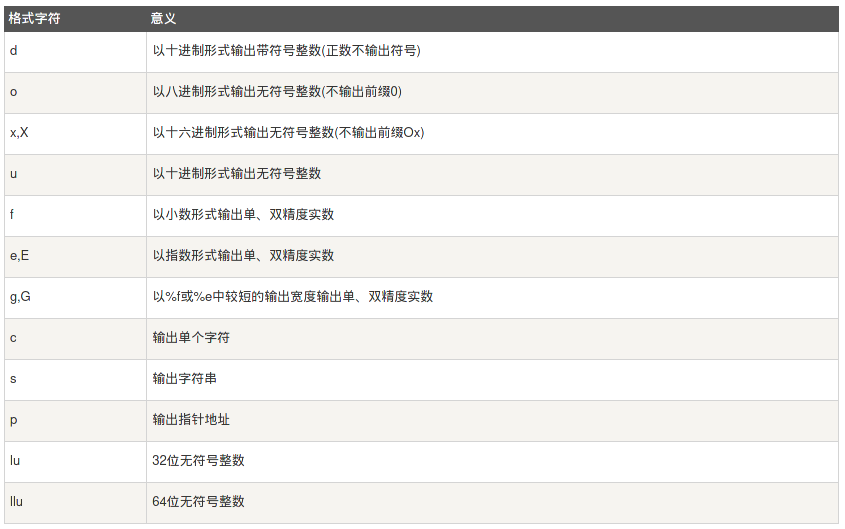 格式字符 意义
d 以十进制形式输出带符号整数(正数不输出符号)
o 以八进制形式输出无符号整数(不输出前缀0)
x,X 以十六进制形式输出无符号整数(不输出前缀Ox)
u 以十进制形式输出无符号整数
f 以小数形式输出单、双精度实数
e,E 以指数形式输出单、双精度实数
g,G 以%f或%e中较短的输出宽度输出单、双精度实数
c 输出单个字符
s 输出字符串
p 输出指针地址
lu 32位无符号整数
llu 64位无符号整数